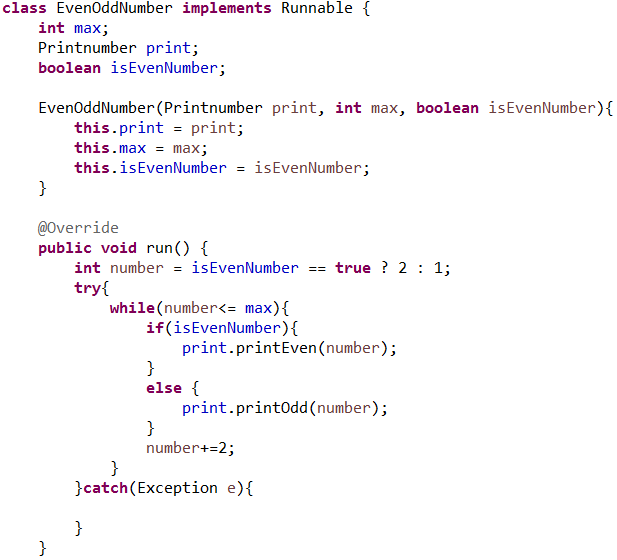 class EvenOddNumber implements Runnable {
    int max;
    Printnumber print;
    boolean isEvenNumber;

    EvenOddNumber(Printnumber print, int max, boolean isEvenNumber){
        this.print = print;
        this.max = max;
        this.isEvenNumber = isEvenNumber;
    }

    @Override
    public void run() {
        int number = isEvenNumber == true ? 2 : 1;
        try{
            while(number<= max){
                if(isEvenNumber){
                    print.printEven(number);
                }
                else {
                    print.printOdd(number);
                }
                number+=2;
            }
        }catch(Exception e){

        }
    }